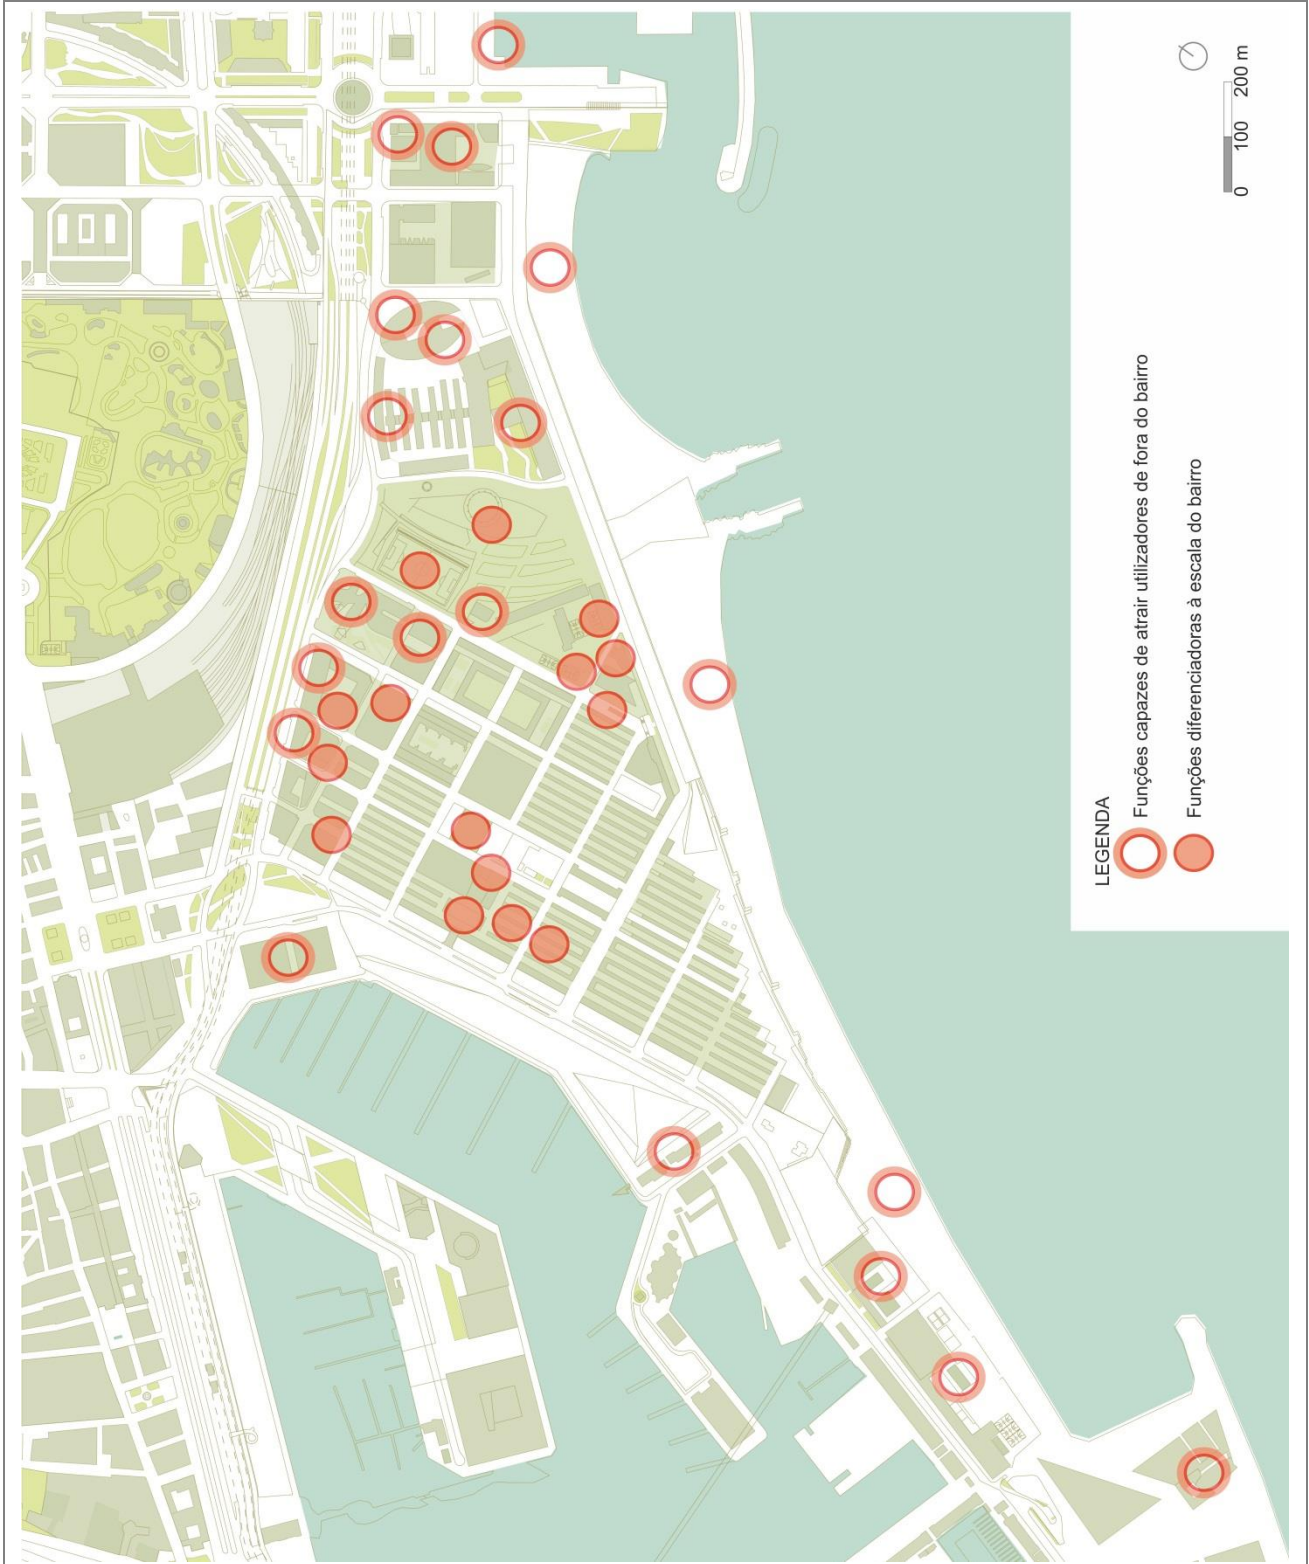 LEGENDA
Funções capazes de atrair utilizadores de fora do bairro
Funções diferenciadoras à escala do bairro
0 100 200 m